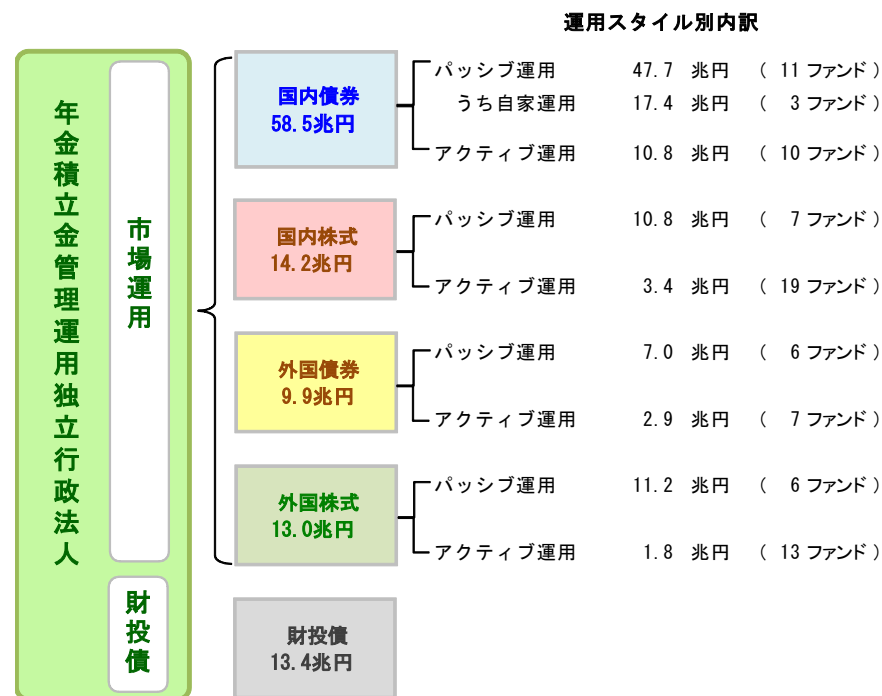 運用スタイル別内訳
年金積立金管理運用独立行政法人
市場運用
国内債券
58.5兆円
パッシブ運用 47.7 兆円 ( 11 ファンド )
うち自家運用 17.4 兆円 ( 3 ファンド )
アクティブ運用 10.8 兆円 ( 10 ファンド )
国内株式
14.2兆円
パッシブ運用 10.8 兆円 ( 7 ファンド )
アクティブ運用 3.4 兆円 ( 19 ファンド )
外国債券
9.9兆円
パッシブ運用 7.0 兆円 ( 6 ファンド )
アクティブ運用 2.9 兆円 ( 7 ファンド )
外国株式
13.0兆円
パッシブ運用 11.2 兆円 ( 6 ファンド )
アクティブ運用 1.8 兆円 ( 13 ファンド )
財投債
財投債
13.4兆円